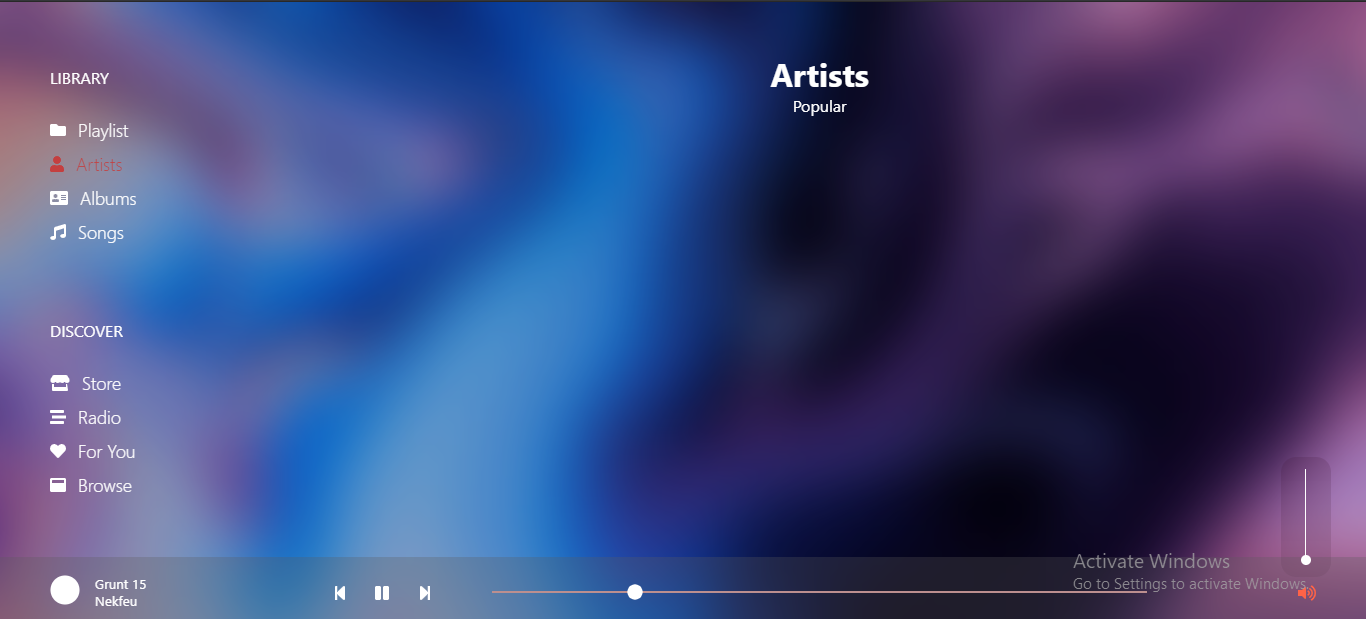 LIBRARY
Playlist
Artists
Albums
Songs
DISCOVER
Store
Radio
For You
Browse
Artists
Popular
Grunt 15
Nekfeu
Activate Windows
Go to Settings to activate Windows.